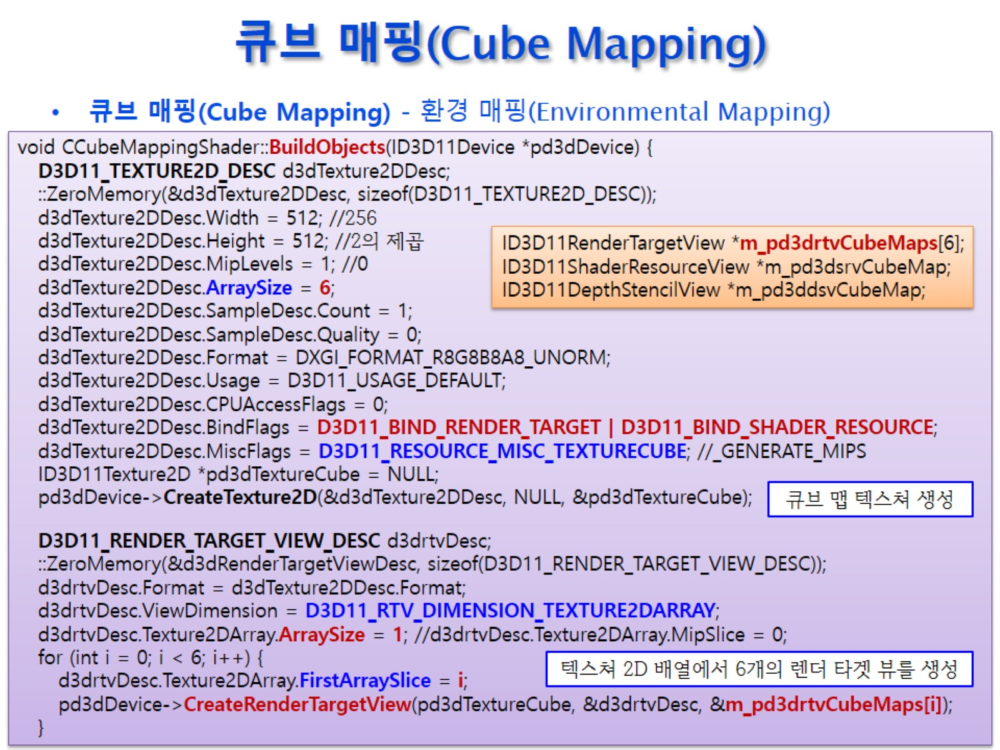 큐브 매핑(Cube Mapping)
• 큐브 매핑(Cube Mapping) - 환경 매핑(Environmental Mapping)
void CCubeMappingShader::BuildObjects(ID3D11Device *pd3dDevice) {
D3D11_TEXTURE2D_DESC d3dTexture2DDesc;
::ZeroMemory(&d3dTexture2DDesc, sizeof(D3D11_TEXTURE2D_DESC));
d3dTexture2DDesc.Width = 512; //256
d3dTexture2DDesc.Height = 512; //2의 제곱
d3dTexture2DDesc.MipLevels = 1; //0
d3dTexture2DDesc.ArraySize = 6;
d3dTexture2DDesc.SampleDesc.Count = 1;
d3dTexture2DDesc.SampleDesc.Quality = 0;
d3dTexture2DDesc.Format = DXGI_FORMAT_R8G8B8A8_UNORM;
d3dTexture2DDesc.Usage = D3D11_USAGE_DEFAULT;
d3dTexture2DDesc.CPUAccessFlags = 0;
d3dTexture2DDesc.BindFlags = D3D11_BIND_RENDER_TARGET | D3D11_BIND_SHADER_RESOURCE;
d3dTexture2DDesc.MiscFlags = D3D11_RESOURCE_MISC_TEXTURECUBE; //_GENERATE_MIPS
ID3D11Texture2D *pd3dTextureCube = NULL;
pd3dDevice->CreateTexture2D(&d3dTexture2DDesc, NULL, &pd3dTextureCube);
D3D11_RENDER_TARGET_VIEW_DESC d3drtvDesc;
::ZeroMemory(&d3dRenderTargetViewDesc, sizeof(D3D11_RENDER_TARGET_VIEW_DESC));
d3drtvDesc.Format = d3dTexture2DDesc.Format;
d3drtvDesc.ViewDimension = D3D11_RTV_DIMENSION_TEXTURE2DARRAY;
d3drtvDesc.Texture2DArray.ArraySize = 1; //d3drtvDesc.Texture2DArray.MipSlice = 0;
for (int i = 0; i < 6; i++) {
d3drtvDesc.Texture2DArray.FirstArraySlice = i;
pd3dDevice->CreateRenderTargetView(pd3dTextureCube, &d3drtvDesc, &m_pd3drtvCubeMaps[i]);
}
ID3D11RenderTargetView *m_pd3drtvCubeMaps[6];
ID3D11ShaderResourceView *m_pd3dsrvCubeMap;
ID3D11DepthStencilView *m_pd3ddsvCubeMap;
큐브 맵 텍스쳐 생성
텍스쳐 2D 배열에서 6개의 렌더 타겟 뷰를 생성